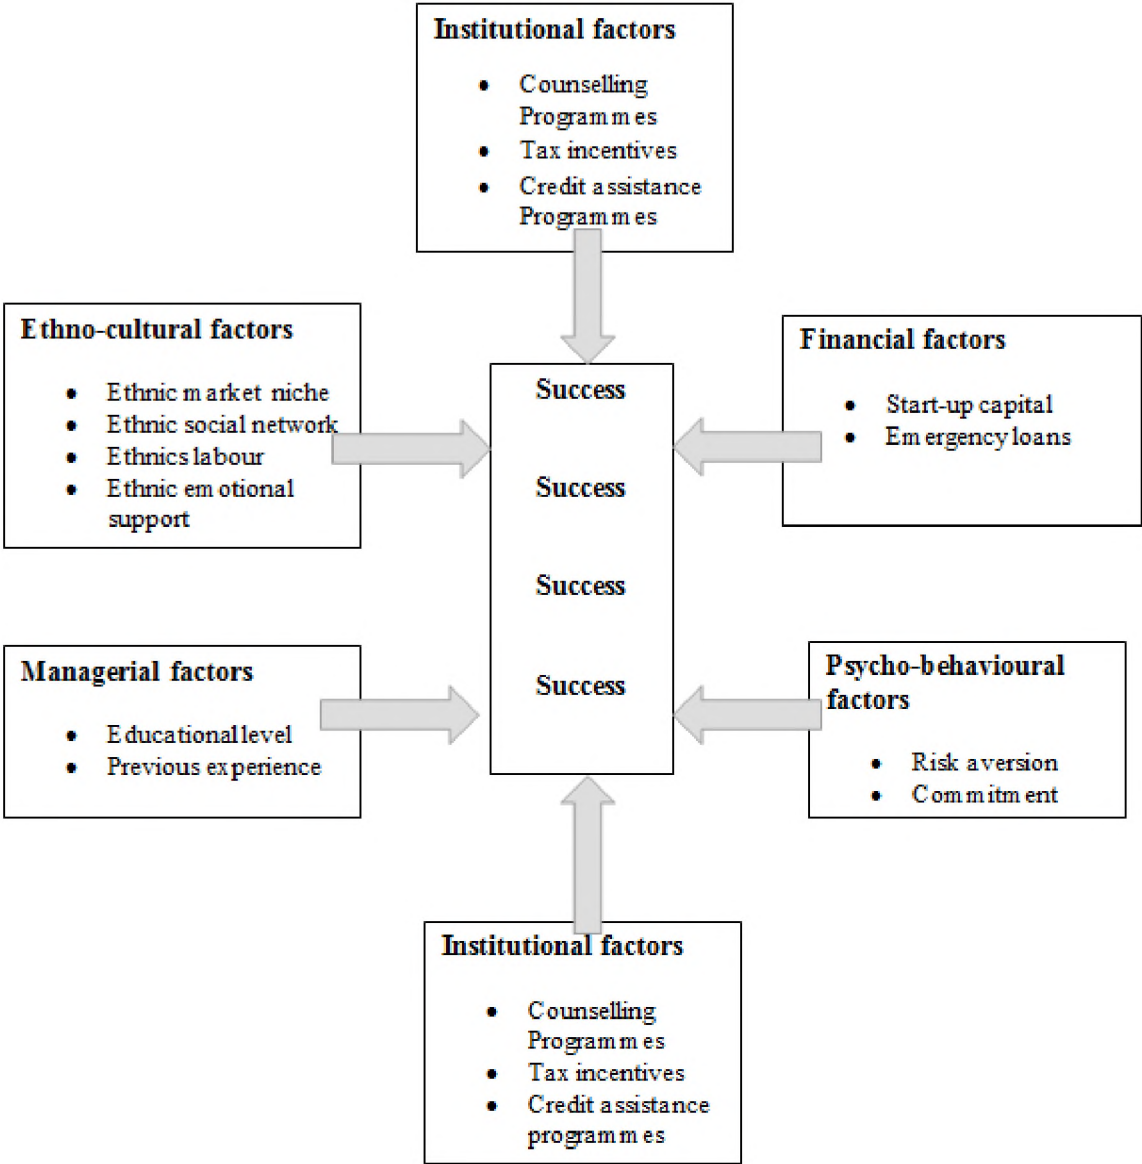 Institutional factors
• Counselling
Programmes
• Tax incentives
• Credit assistance
Programmes
Ethno-cultural factors
• Ethnic market niche
• Ethnic social network
• Ethnics labour
• Ethnic emotional
support
Financial factors
• Start-up capital
• Emergency loans
Success
Success
Success
Success
Managerial factors
• Educational level
• Previous experience
Psycho-behavioural
factors
• Risk aversion
• Commitment
Institutional factors
• Counselling
Programmes
• Tax incentives
• Credit assistance
programmes